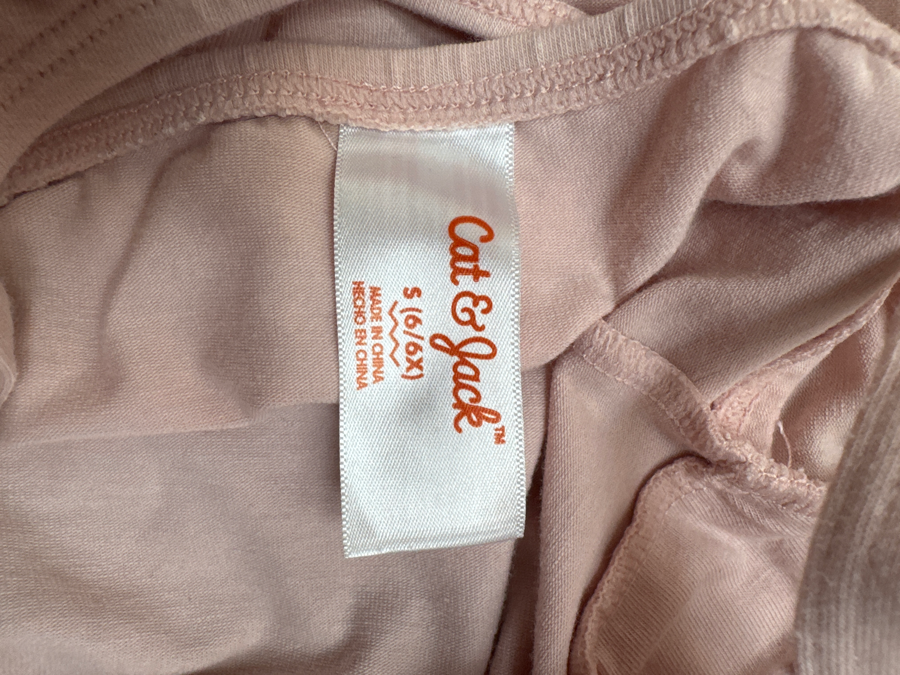 Cat & Jack™
S (6/6X)
MADE IN CHINA
HECHO EN CHINA